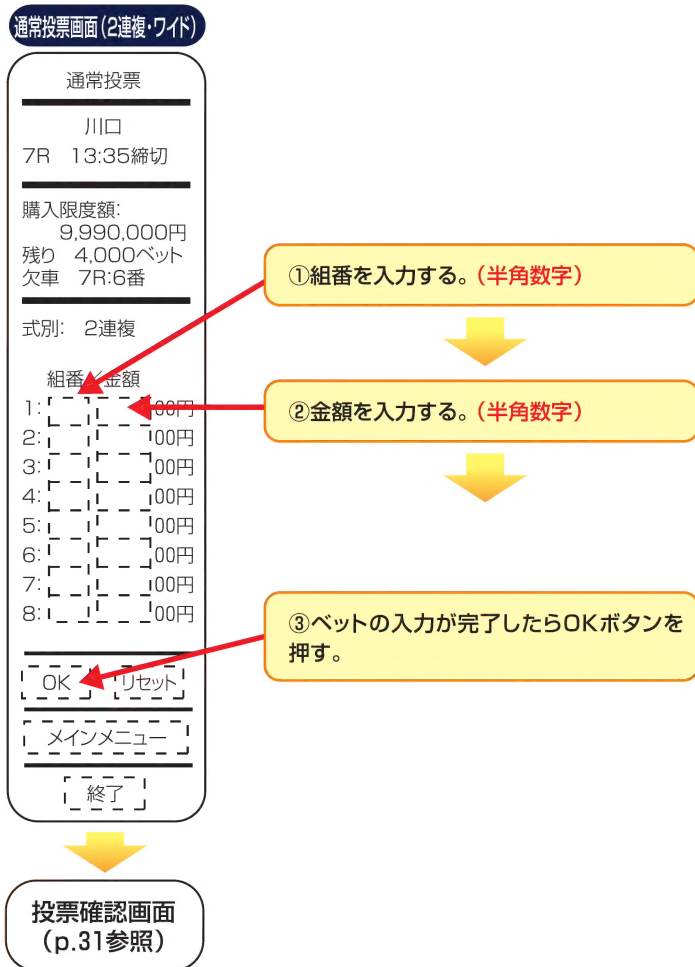 通常投票画面(2連複・ワイド)
通常投票
川口
7R 13:35締切
購入限度額:
9,990,000円
残り 4,000ベット
欠車 7R:6番
式別: 2連複
組番/金額
1: 00円
2: 00円
3: 00円
4: 00円
5: 00円
6: 00円
7: 00円
8: 00円
OK リセット
メインメニュー
終了
①組番を入力する。(半角数字)
②金額を入力する。(半角数字)
③ベットの入力が完了したらOKボタンを
押す。
投票確認画面
(p.31参照)